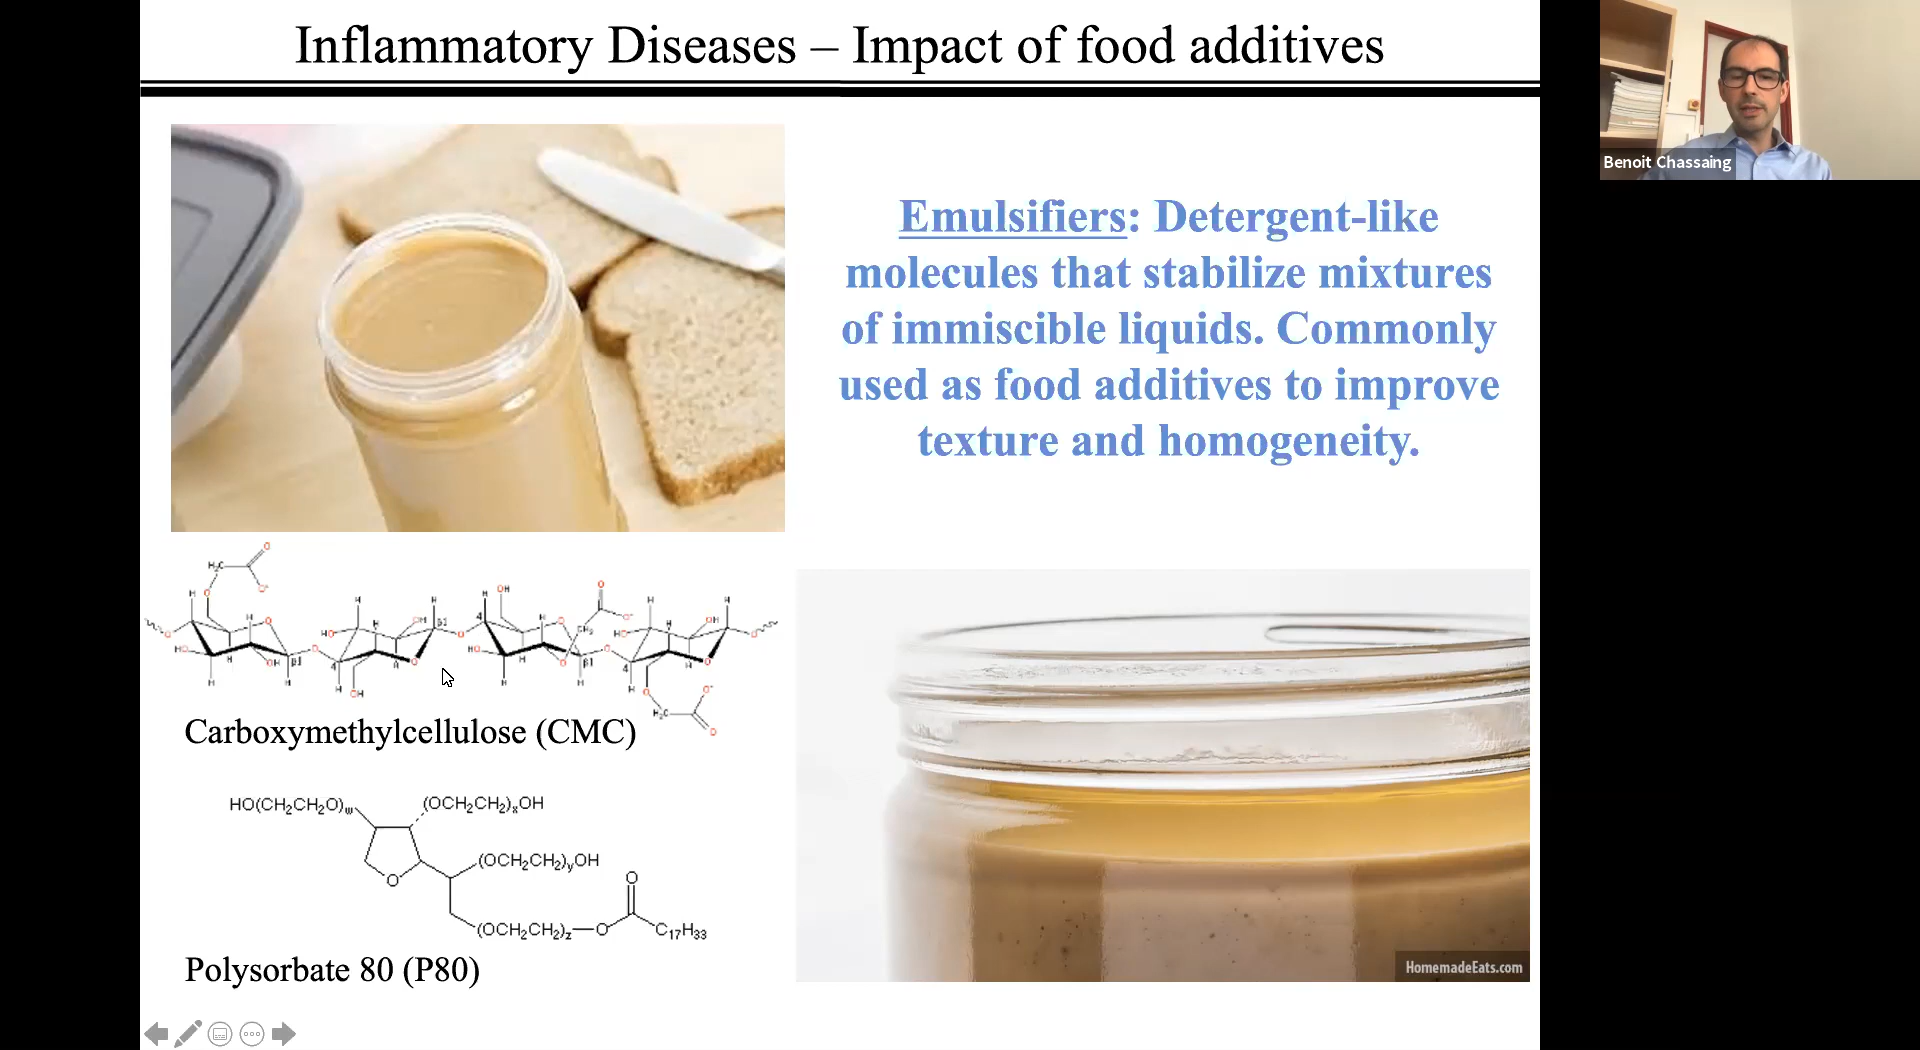 Inflammatory Diseases – Impact of food additives
Benoit Chassaing
Emulsifiers: Detergent-like
molecules that stabilize mixtures
of immiscible liquids. Commonly
used as food additives to improve
texture and homogeneity.
Carboxymethylcellulose (CMC)
HO(CH₂CH₂O)w
(OCH₂CH₂)ₓOH
O
(OCH₂CH₂)yOH
O
(OCH₂CH₂)z—O
C₁₇H₃₃
Polysorbate 80 (P80)
HomemadeEats.com